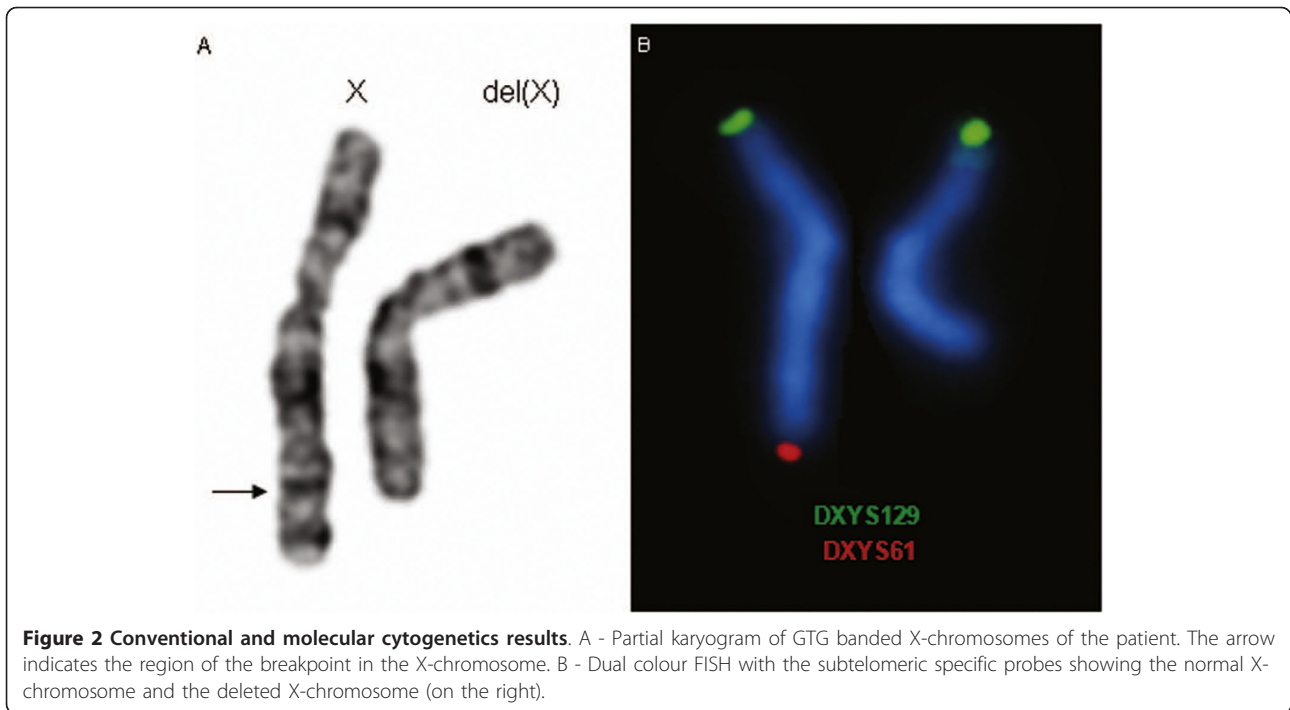 A
X
del(X)
B
DXYS129
DXYS61
Figure 2 Conventional and molecular cytogenetics results. A - Partial karyogram of GTG banded X-chromosomes of the patient. The arrow
indicates the region of the breakpoint in the X-chromosome. B - Dual colour FISH with the subtelomeric specific probes showing the normal X-
chromosome and the deleted X-chromosome (on the right).